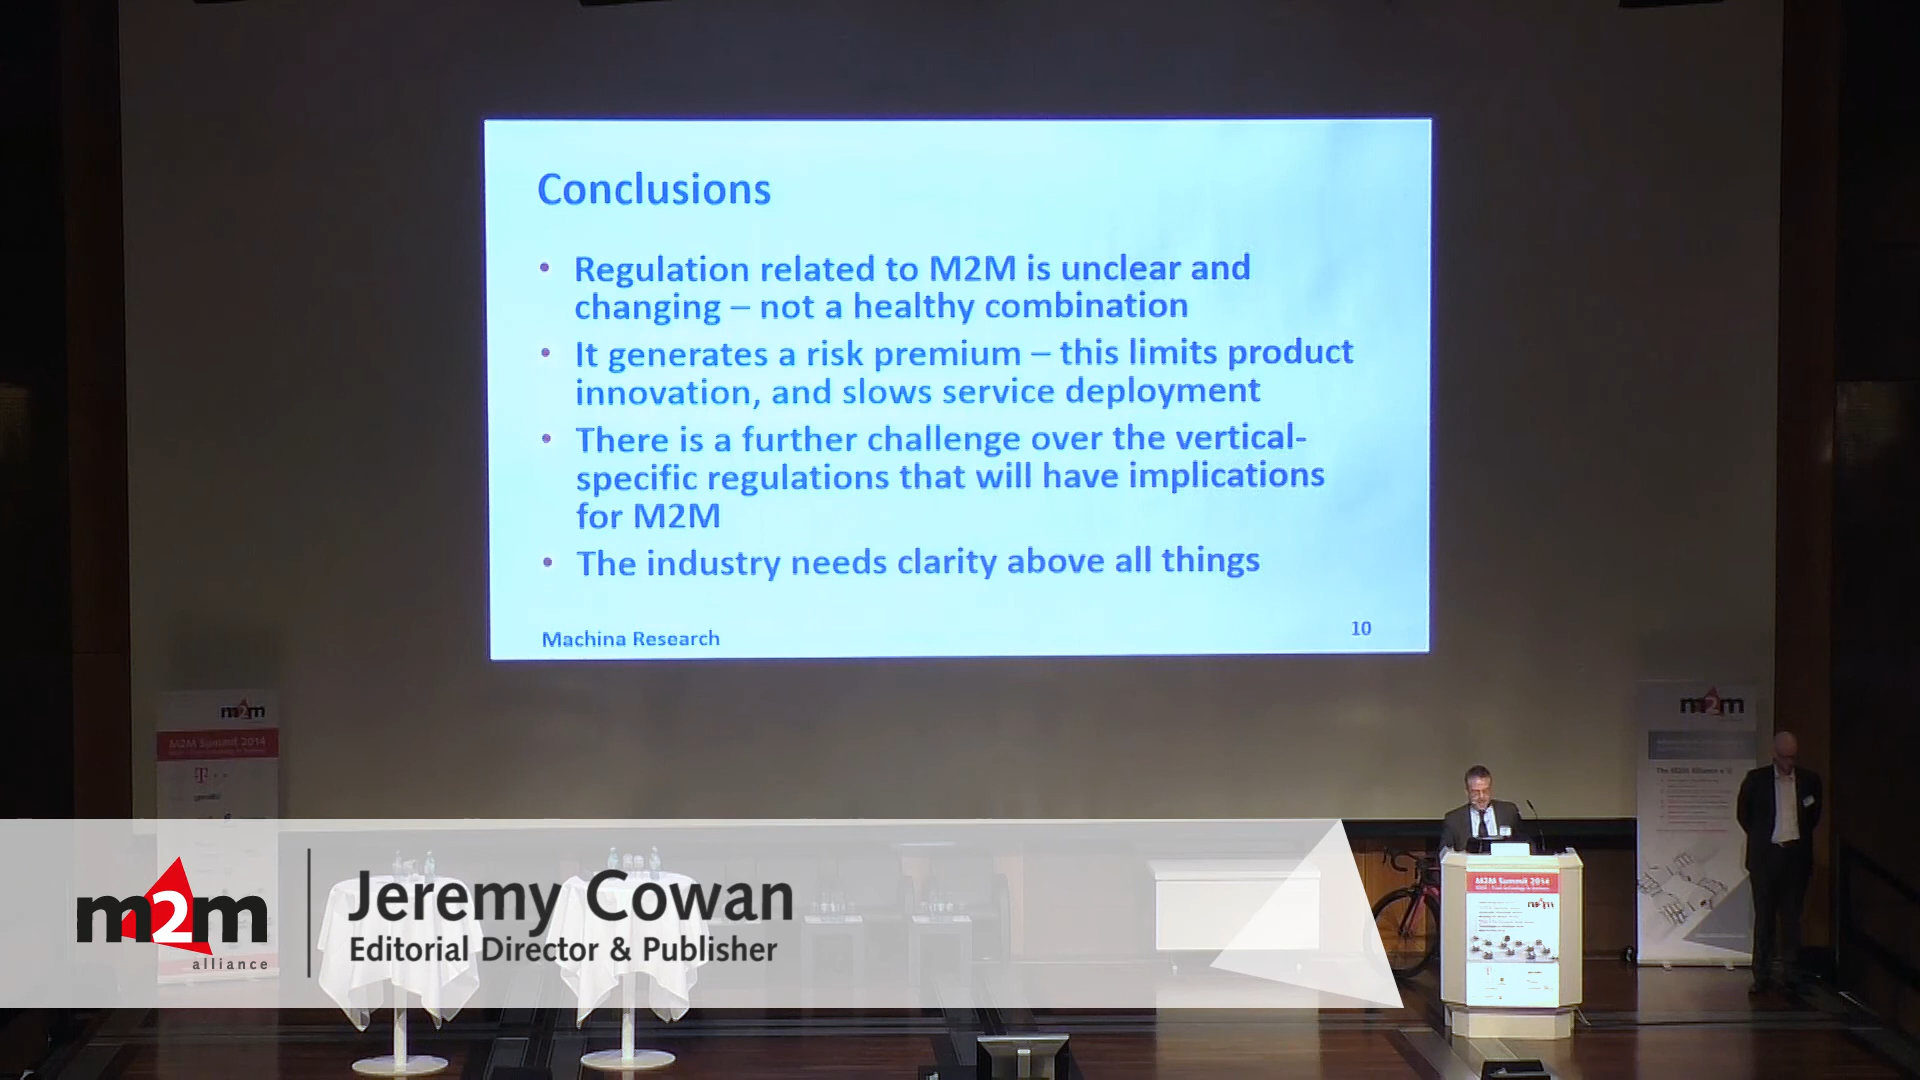 Conclusions
• Regulation related to M2M is unclear and
changing – not a healthy combination
• It generates a risk premium – this limits product
innovation, and slows service deployment
• There is a further challenge over the vertical-
specific regulations that will have implications
for M2M
• The industry needs clarity above all things
Machina Research
10
m2m
M2M Summit 2014
m2m
The M2M Alliance e.V.
M2M Summit 2014
m2m
m2m
alliance
Jeremy Cowan
Editorial Director & Publisher